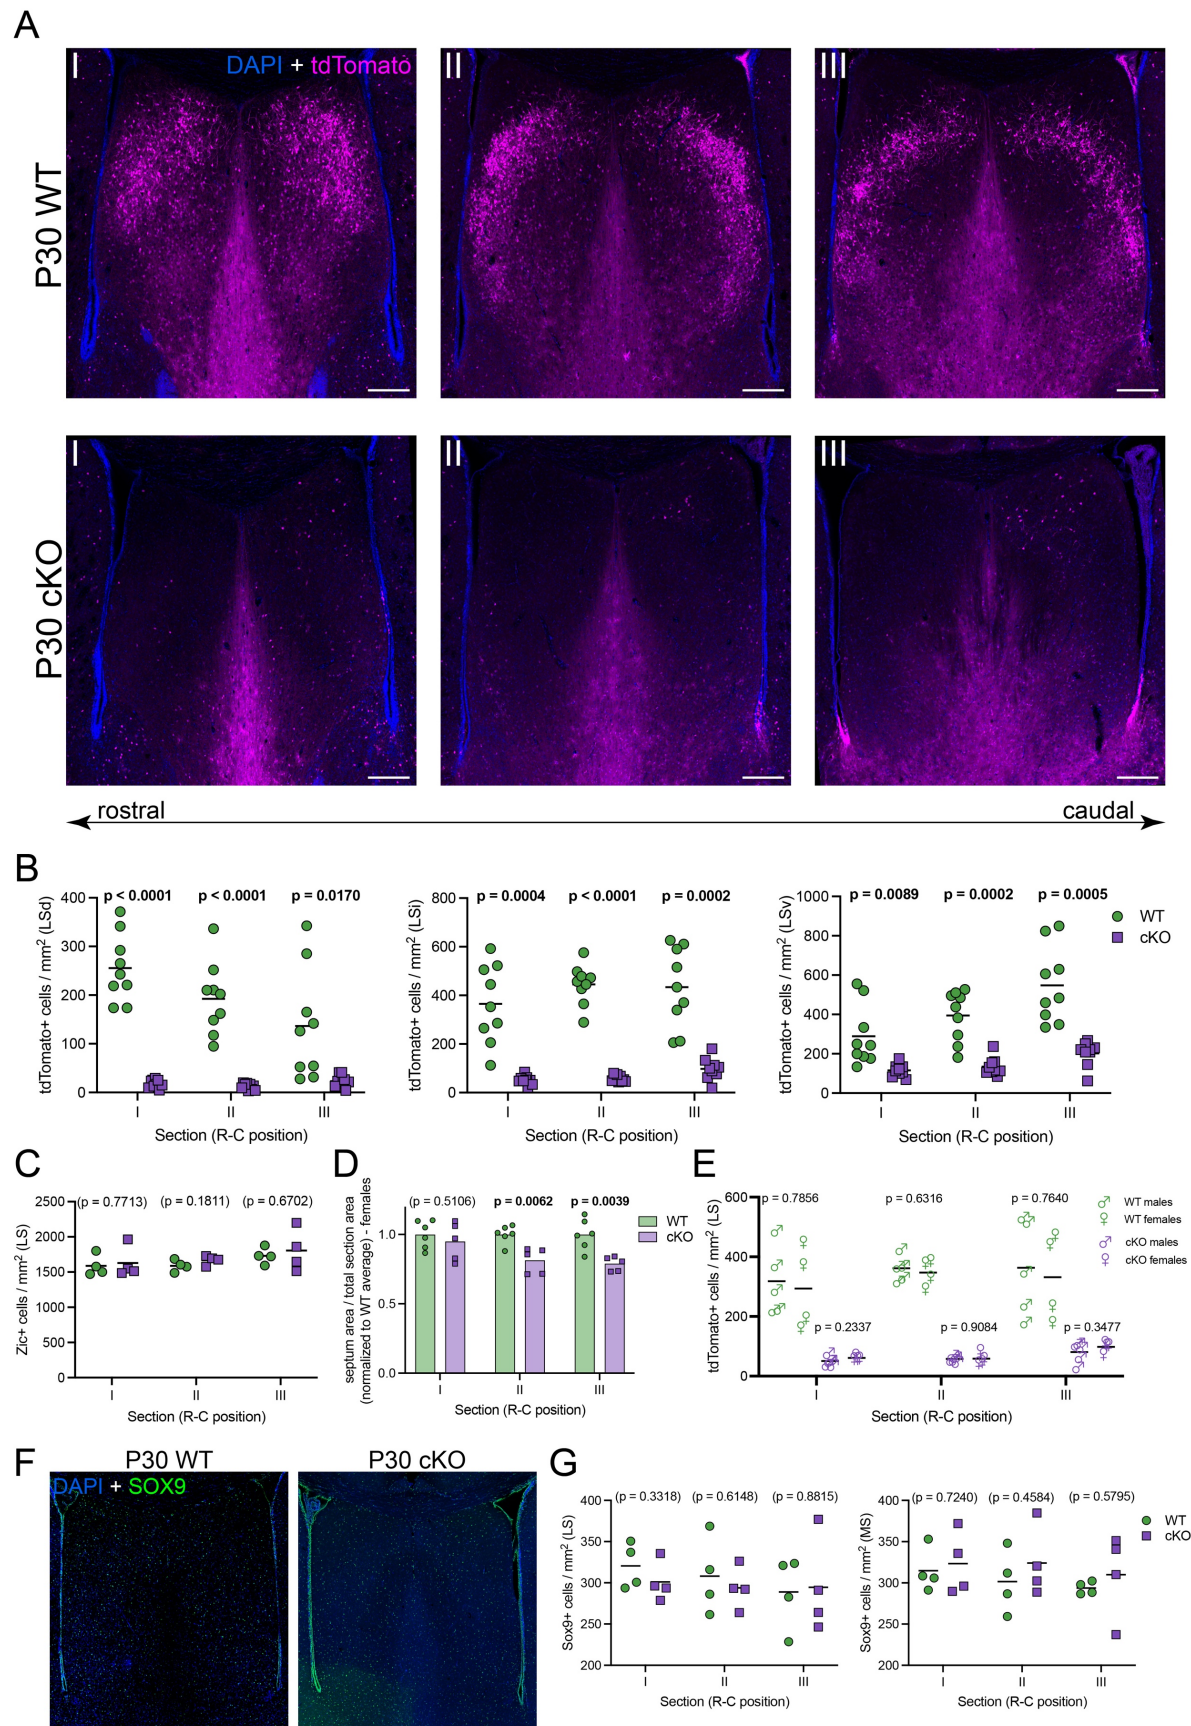 A
I
DAPI + tdTomato
II
III
P30 WT
I
II
III
P30 cKO
rostral
caudal
B
p < 0.0001
p < 0.0001
p = 0.0170
tdTomato+ cells / mm² (LSd)
400
300
200
100
0
I
II
III
Section (R-C position)
p = 0.0004
p < 0.0001
p = 0.0002
tdTomato+ cells / mm² (LSi)
800
600
400
200
0
I
II
III
Section (R-C position)
p = 0.0089
p = 0.0002
p = 0.0005
tdTomato+ cells / mm² (LSv)
1000
800
600
400
200
0
I
II
III
Section (R-C position)
WT
cKO
C
(p = 0.7713)
(p = 0.1811)
(p = 0.6702)
Zic+ cells / mm² (LS)
2500
2000
1500
1000
500
0
I
II
III
Section (R-C position)
D
(p = 0.5106)
p = 0.0062
p = 0.0039
septum area / total section area
(normalized to WT average) - females
1.0
0.5
0.0
I
II
III
Section (R-C position)
WT
cKO
E
p = 0.7856
p = 0.6316
p = 0.7640
p = 0.2337
p = 0.9084
p = 0.3477
tdTomato+ cells / mm² (LS)
600
400
200
0
I
II
III
Section (R-C position)
♂ WT males
♀ WT females
♂ cKO males
♀ cKO females
F
P30 WT
P30 cKO
DAPI + SOX9
G
(p = 0.3318)
(p = 0.6148)
(p = 0.8815)
Sox9+ cells / mm² (LS)
400
350
300
250
200
I
II
III
Section (R-C position)
(p = 0.7240)
(p = 0.4584)
(p = 0.5795)
Sox9+ cells / mm² (MS)
400
350
300
250
200
I
II
III
Section (R-C position)
WT
cKO